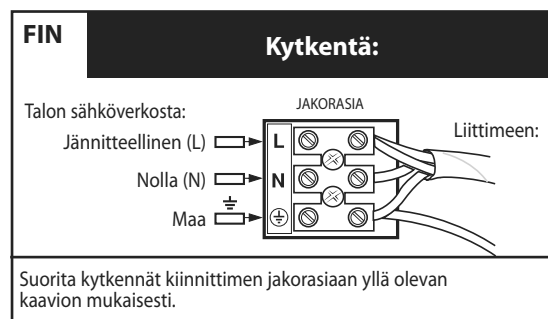 FIN
Kytkentä:
Talon sähköverkosta:
JAKORASIA
Liittimeen:
Jännitteellinen (L)
L
Nolla (N)
N
Maa
Suorita kytkennät kiinnittimen jakorasiaan yllä olevan
kaavion mukaisesti.